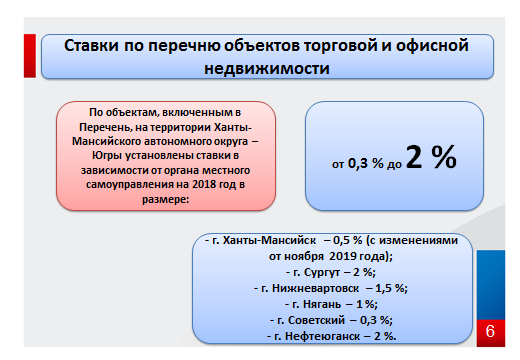 Ставки по перечню объектов торговой и офисной
недвижимости
По объектам, включенным в
Перечень, на территории Ханты-
Мансийского автономного округа –
Югры установлены ставки в
зависимости от органа местного
самоуправления на 2018 год в
размере:
от 0,3 % до 2 %
- г. Ханты-Мансийск – 0,5 % (с изменениями
от ноября 2019 года);
- г. Сургут – 2 %;
- г. Нижневартовск – 1,5 %;
- г. Нягань – 1 %;
- г. Советский – 0,3 %;
- г. Нефтеюганск – 2 %.
6